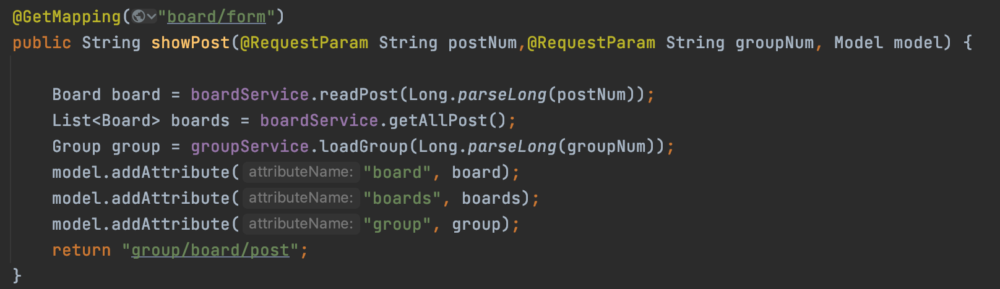 @GetMapping("board/form")
public String showPost(@RequestParam String postNum,@RequestParam String groupNum, Model model) {
Board board = boardService.readPost(Long.parseLong(postNum));
List<Board> boards = boardService.getAllPost();
Group group = groupService.loadGroup(Long.parseLong(groupNum));
model.addAttribute( attributeName: "board", board);
model.addAttribute( attributeName: "boards", boards);
model.addAttribute( attributeName: "group", group);
return "group/board/post";
}